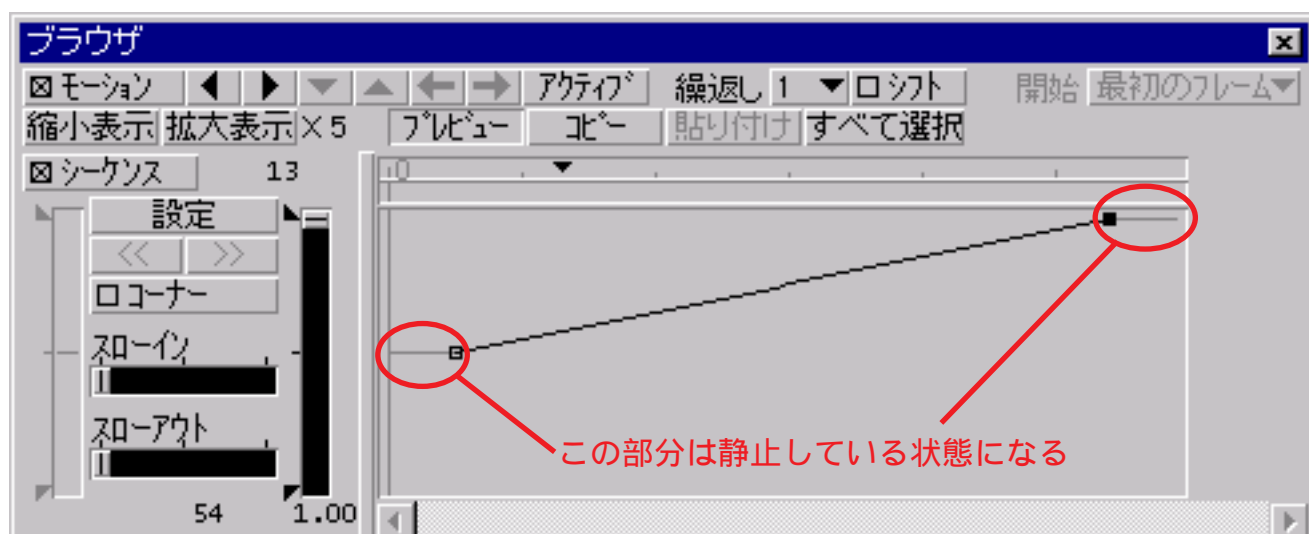 ブラウザ
モーション アクティブ 繰返し 1 シフト 開始 最初のフレーム
縮小表示 拡大表示 × 5 プレビュー コピー 貼り付け すべて選択
シーケンス 13 0
設定
<< >>
コーナー
スローイン
スローアウト
この部分は静止している状態になる
54 1.00